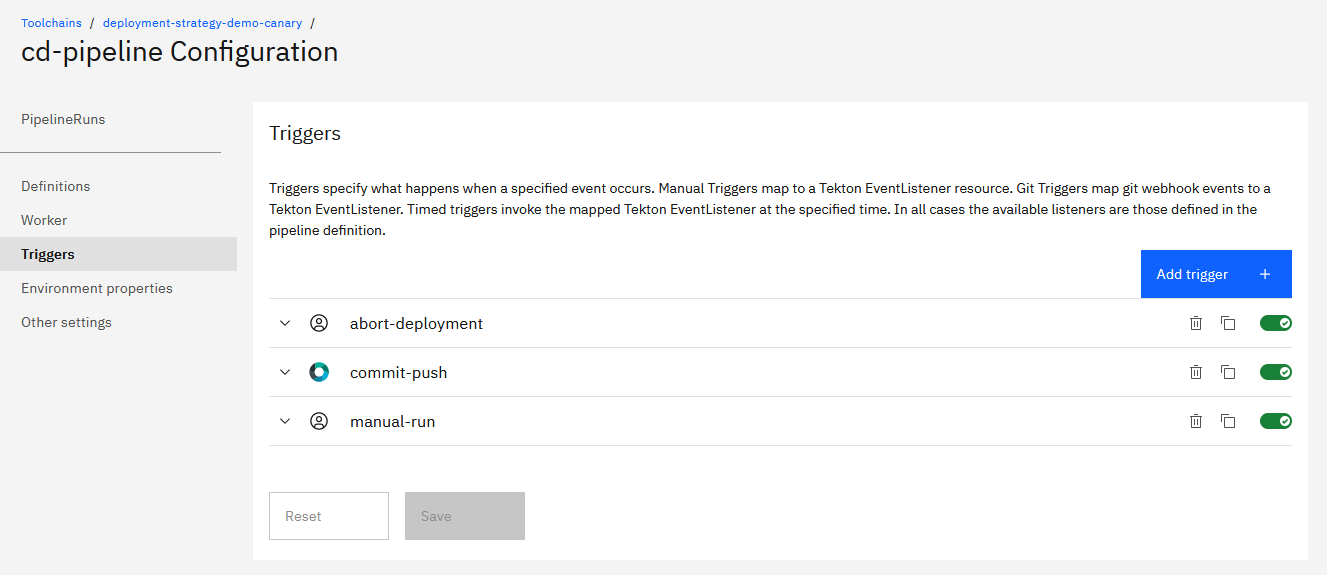 Toolchains / deployment-strategy-demo-canary /
cd-pipeline Configuration
PipelineRuns
Definitions
Worker
Triggers
Environment properties
Other settings
Triggers
Triggers specify what happens when a specified event occurs. Manual Triggers map to a Tekton EventListener resource. Git Triggers map git webhook events to a
Tekton EventListener. Timed triggers invoke the mapped Tekton EventListener at the specified time. In all cases the available listeners are those defined in the
pipeline definition.
Add trigger +
abort-deployment
commit-push
manual-run
Reset
Save